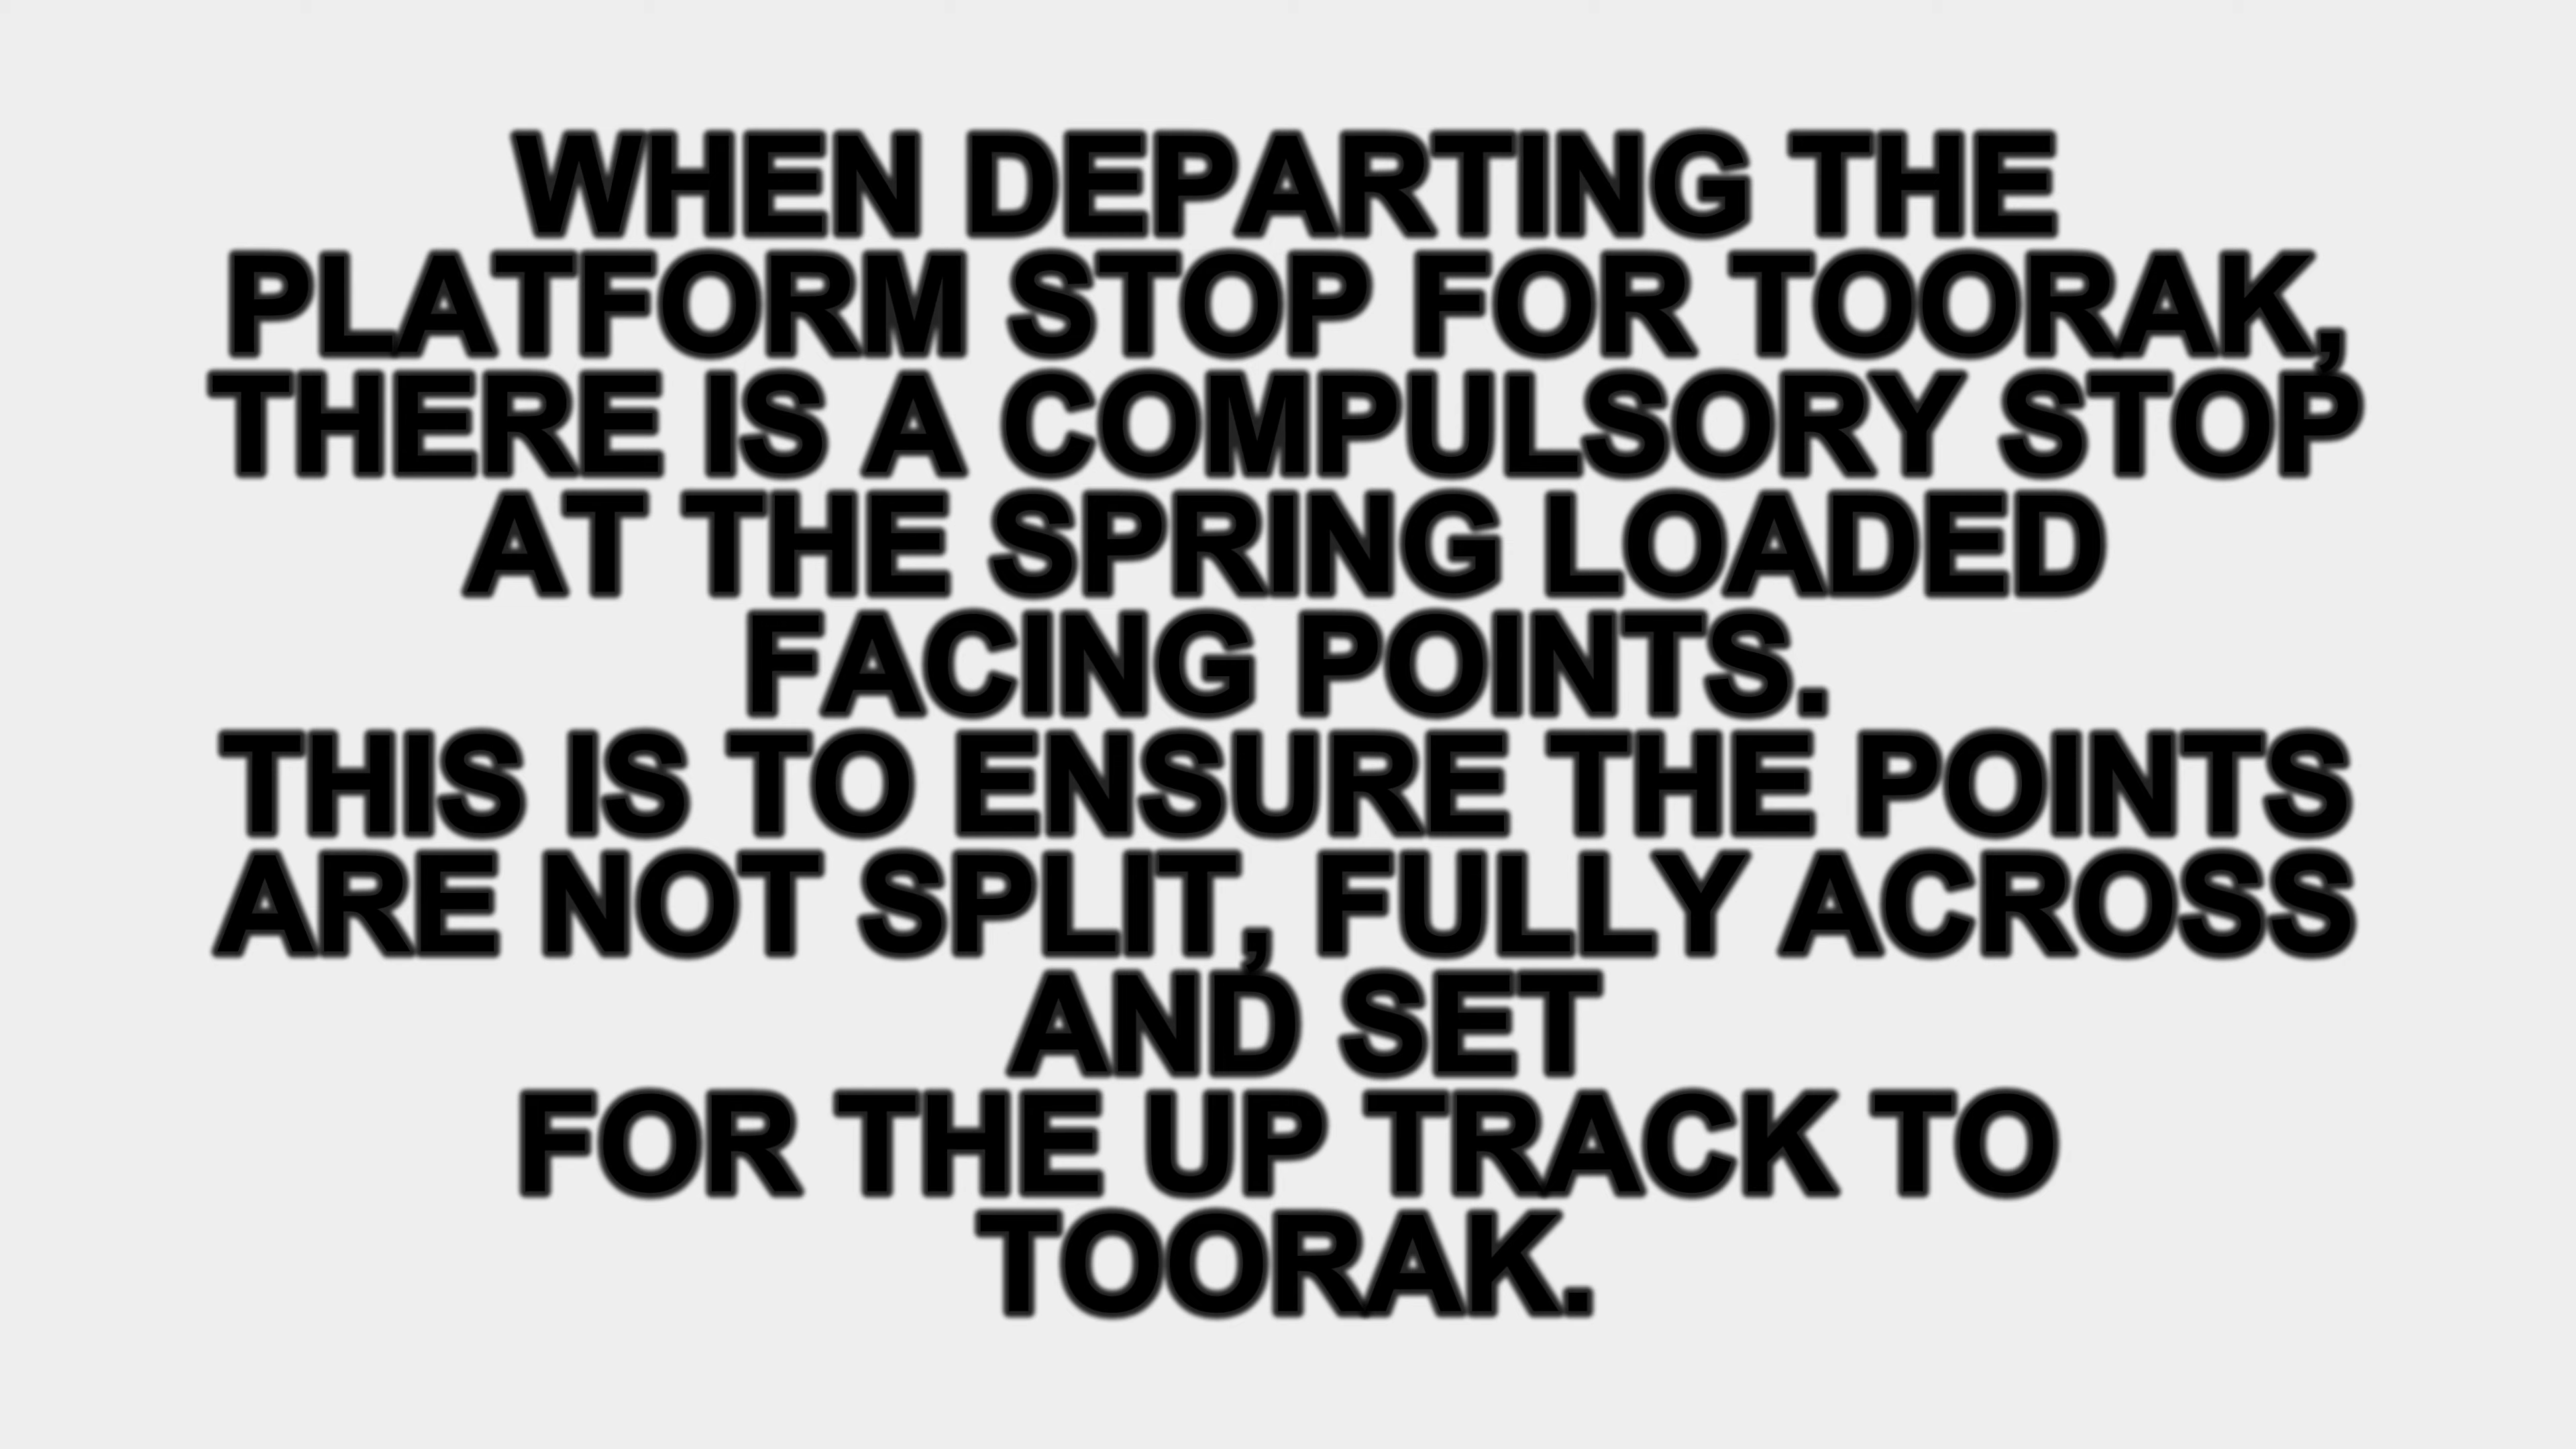 WHEN DEPARTING THE
PLATFORM STOP FOR TOORAK,
THERE IS A COMPULSORY STOP
AT THE SPRING LOADED
FACING POINTS.
THIS IS TO ENSURE THE POINTS
ARE NOT SPLIT, FULLY ACROSS
AND SET
FOR THE UP TRACK TO
TOORAK.